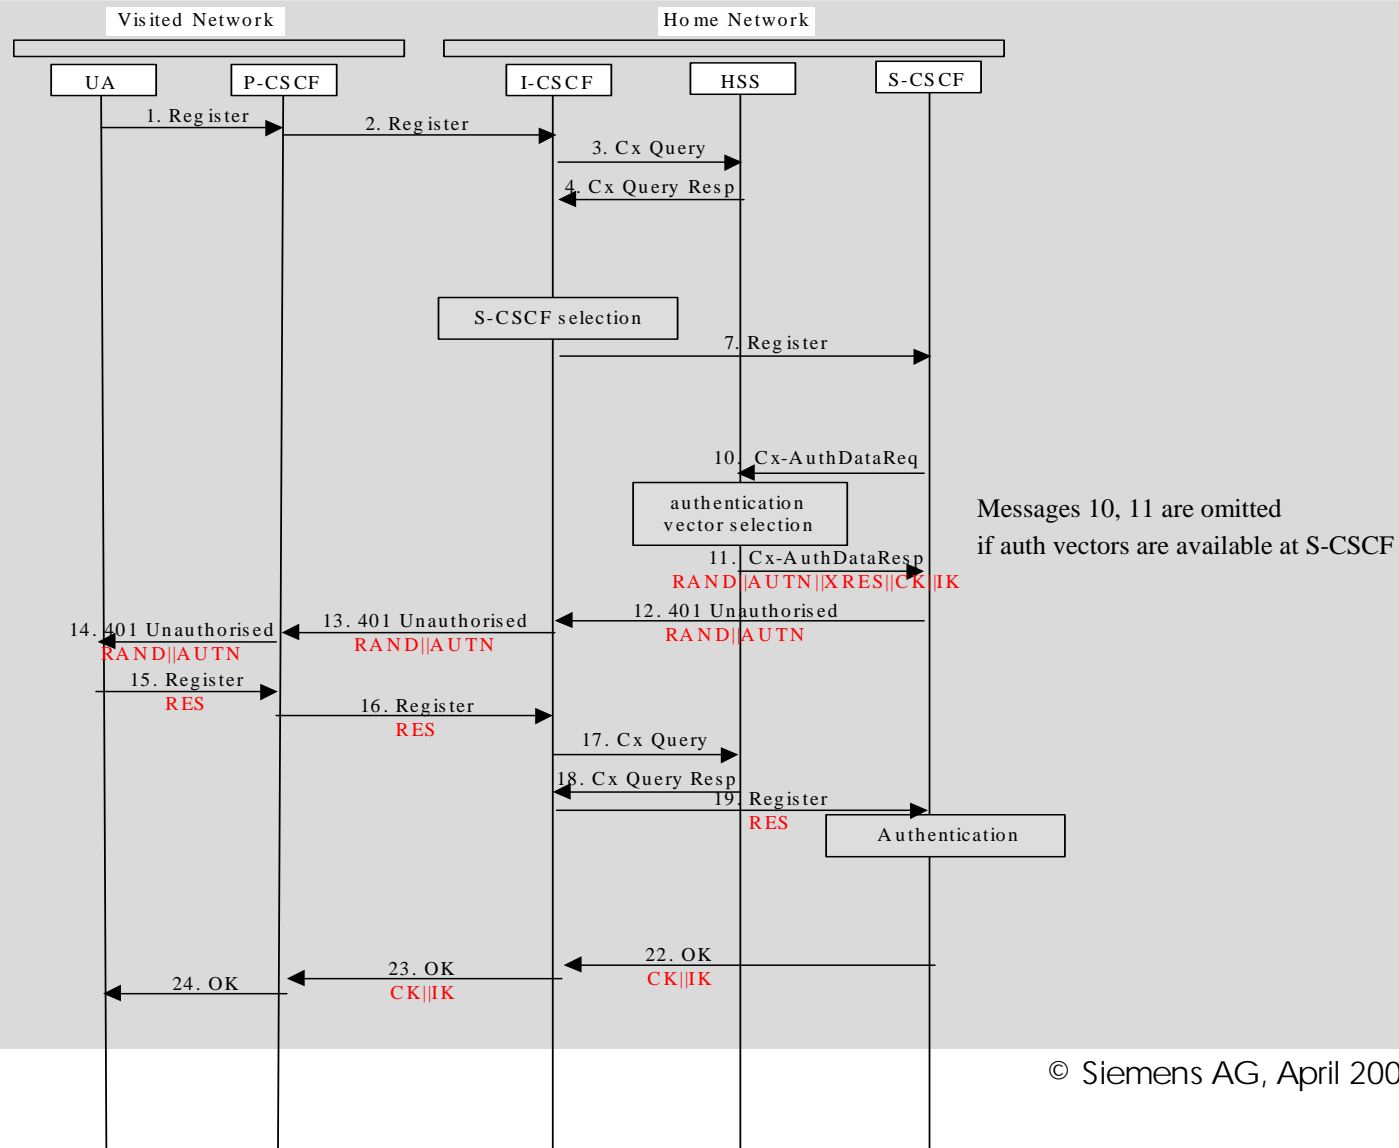 Visited Network
Home Network
UA
P-CSCF
I-CSCF
HSS
S-CSCF
1. Register
2. Register
3. Cx Query
4. Cx Query Resp
S-CSCF selection
7. Register
10. Cx-AuthDataReq
authentication
vector selection
Messages 10, 11 are omitted
if auth vectors are available at S-CSCF
11. Cx-AuthDataResp
RAND||AUTN||XRES||CK||IK
12. 401 Unauthorised
RAND||AUTN
13. 401 Unauthorised
RAND||AUTN
14. 401 Unauthorised
RAND||AUTN
15. Register
RES
16. Register
RES
17. Cx Query
18. Cx Query Resp
19. Register
RES
Authentication
22. OK
CK||IK
23. OK
CK||IK
24. OK
© Siemens AG, April 200